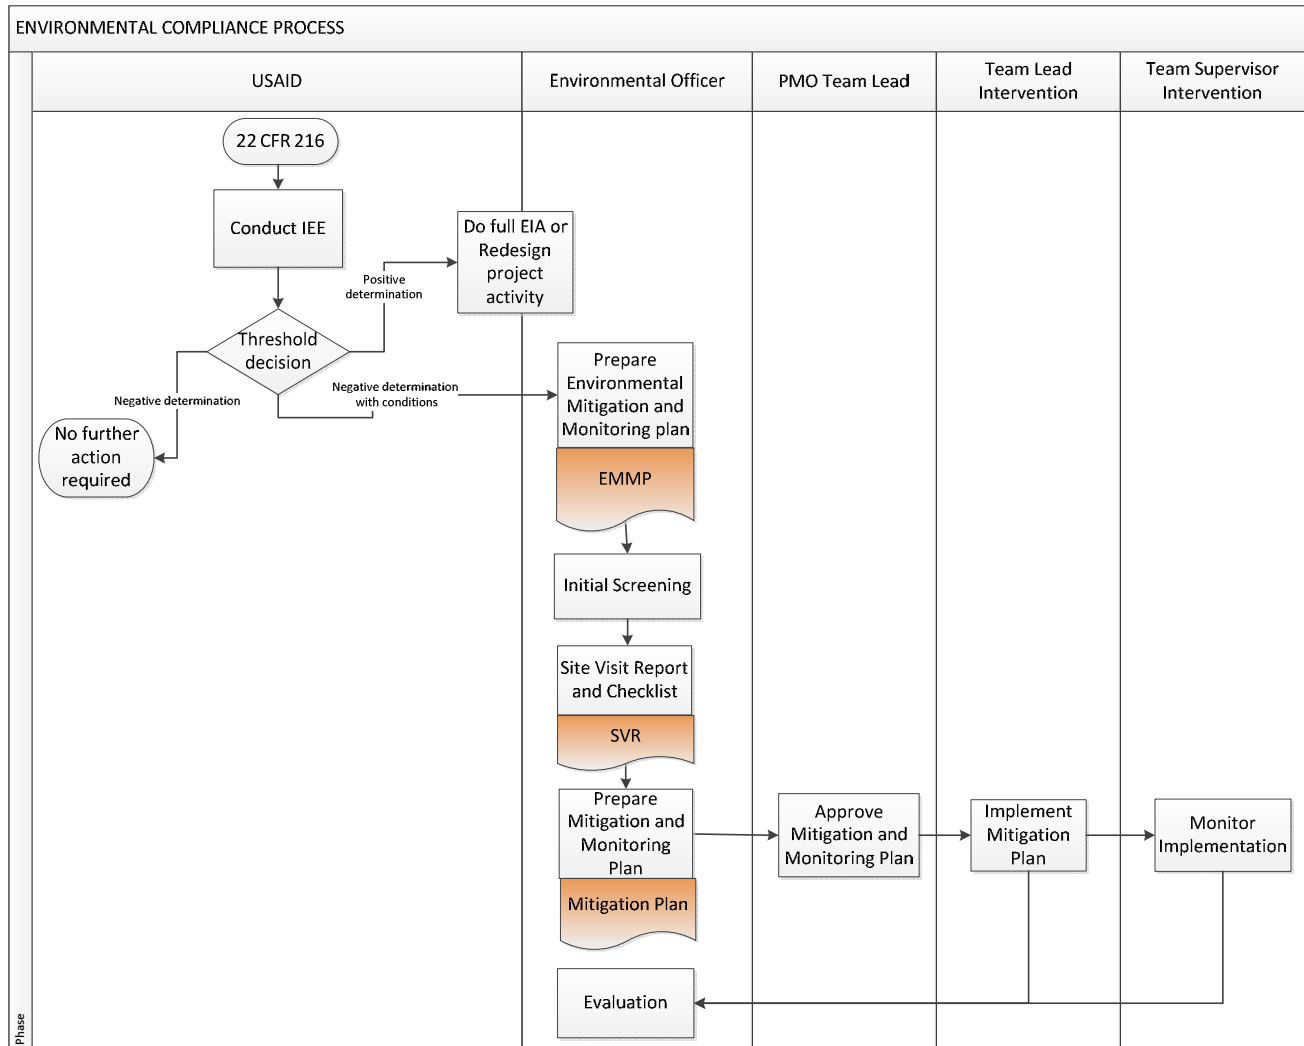 ENVIRONMENTAL COMPLIANCE PROCESS
USAID
Environmental Officer
PMO Team Lead
Team Lead
Intervention
Team Supervisor
Intervention
22 CFR 216
Conduct IEE
Do full EIA or
Redesign
project
activity
Positive
determination
Threshold
decision
Negative determination
Negative determination
with conditions
No further
action
required
Prepare
Environmental
Mitigation and
Monitoring plan
EMMP
Initial Screening
Site Visit Report
and Checklist
SVR
Prepare
Mitigation and
Monitoring
Plan
Mitigation Plan
Approve
Mitigation and
Monitoring Plan
Implement
Mitigation
Plan
Monitor
Implementation
Evaluation
Phase